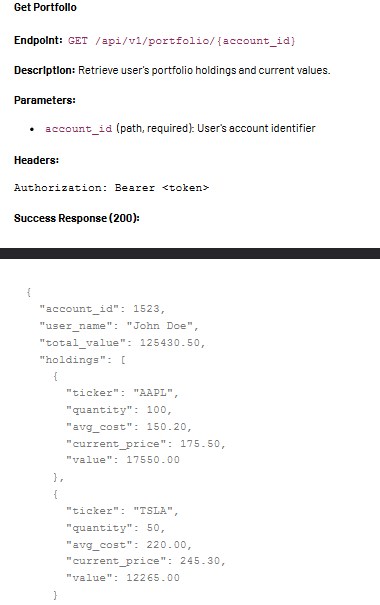 Get Portfolio
Endpoint: GET /api/v1/portfolio/{account_id}
Description: Retrieve user's portfolio holdings and current values.
Parameters:
• account_id (path, required): User's account identifier
Headers:
Authorization: Bearer <token>
Success Response (200):
{
"account_id": 1523,
"user_name": "John Doe",
"total_value": 125430.50,
"holdings": [
{
"ticker": "AAPL",
"quantity": 100,
"avg_cost": 150.20,
"current_price": 175.50,
"value": 17550.00
},
{
"ticker": "TSLA",
"quantity": 50,
"avg_cost": 220.00,
"current_price": 245.30,
"value": 12265.00
}